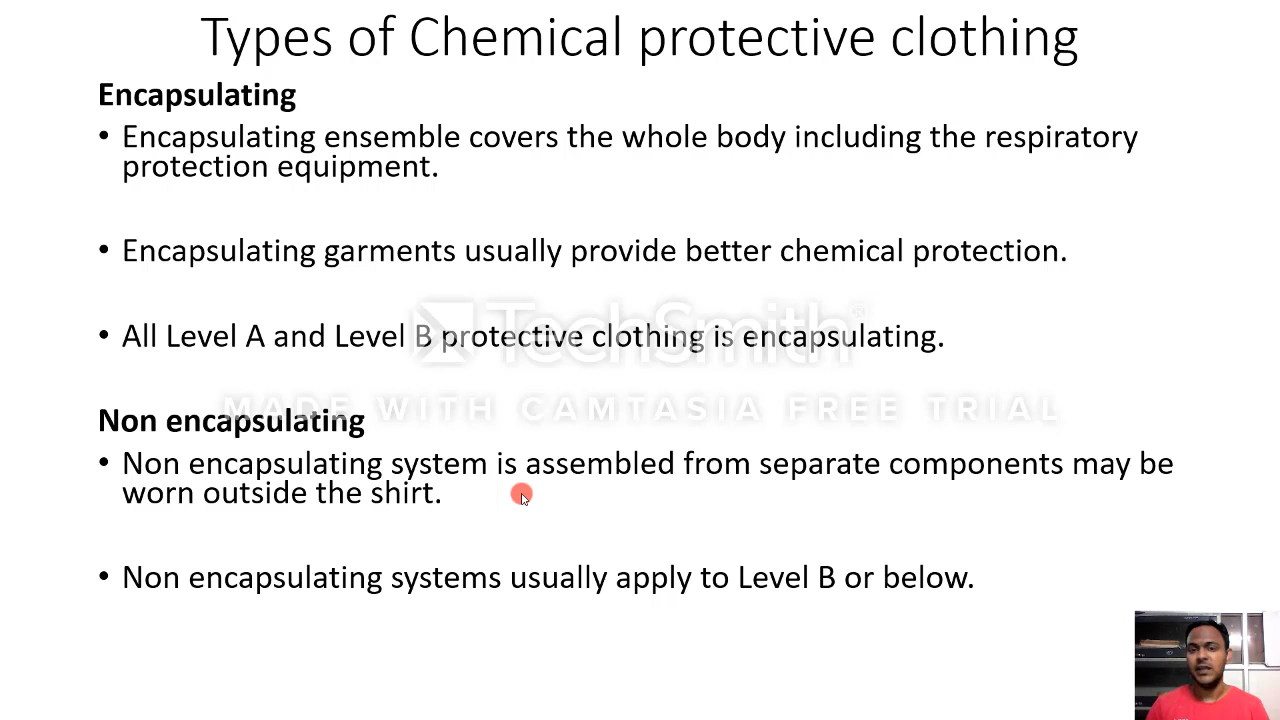 Types of Chemical protective clothing
Encapsulating
• Encapsulating ensemble covers the whole body including the respiratory
protection equipment.
• Encapsulating garments usually provide better chemical protection.
TechSmith®
• All Level A and Level B protective clothing is encapsulating.
MADE WITH CAMTASIA FREE TRIAL
Non encapsulating
• Non encapsulating system is assembled from separate components may be
worn outside the shirt.
• Non encapsulating systems usually apply to Level B or below.